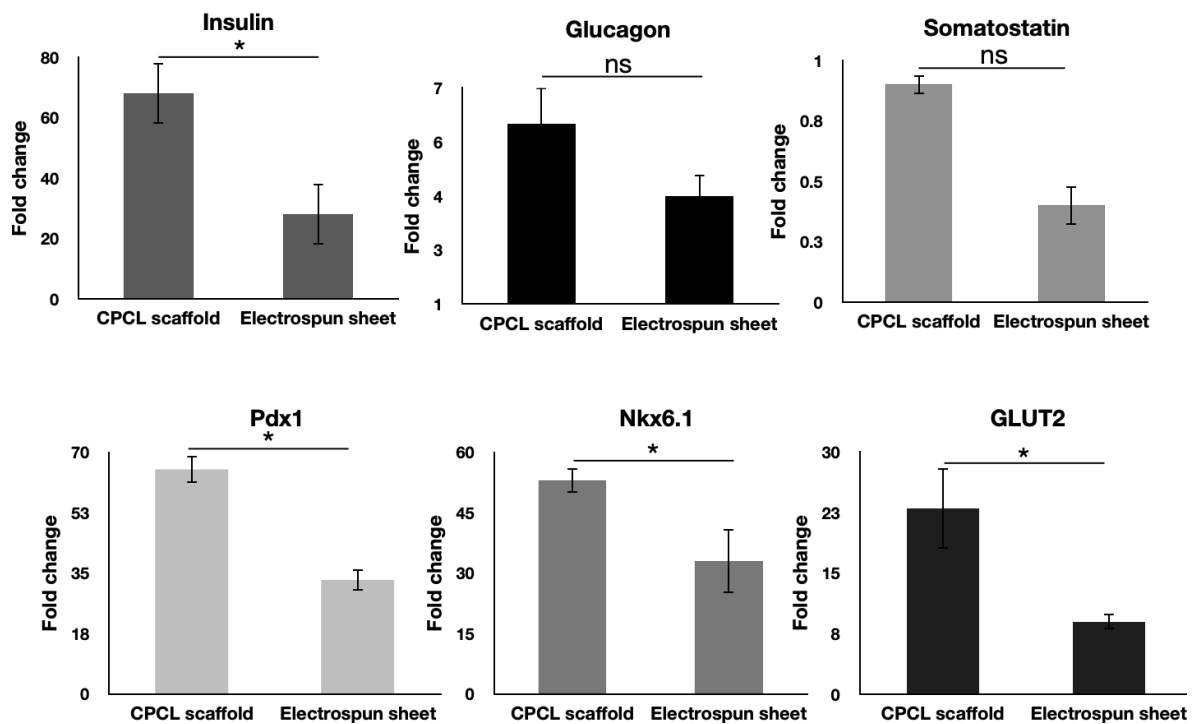 Insulin
*
Fold change
80
60
40
20
0
CPCL scaffold Electrospun sheet
Glucagon
ns
Fold change
7
6
4
3
1
CPCL scaffold Electrospun sheet
Somatostatin
ns
Fold change
1
0.8
0.5
0.3
0
CPCL scaffold Electrospun sheet
Pdx1
*
Fold change
70
53
35
18
0
CPCL scaffold Electrospun sheet
Nkx6.1
*
Fold change
60
45
30
15
0
CPCL scaffold Electrospun sheet
GLUT2
*
Fold change
30
23
15
8
0
CPCL scaffold Electrospun sheet